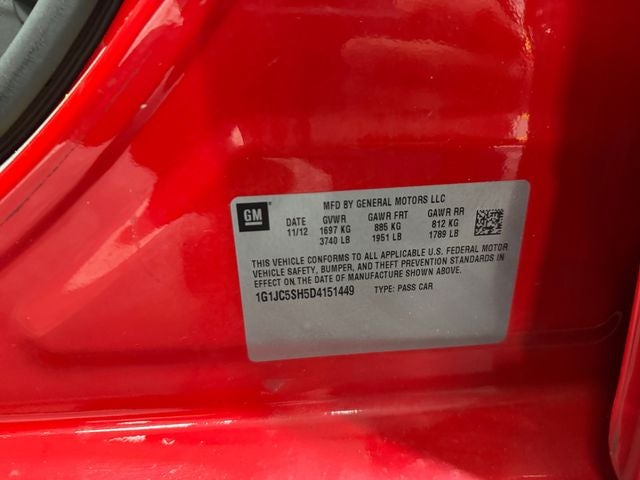 GM
MFD BY GENERAL MOTORS LLC
DATE GVWR GAWR FRT GAWR RR
11/12 1697 KG 885 KG 812 KG
3740 LB 1951 LB 1789 LB
THIS VEHICLE CONFORMS TO ALL APPLICABLE U.S. FEDERAL MOTOR
VEHICLE SAFETY, BUMPER, AND THEFT PREVENTION STANDARDS IN
EFFECT ON THE DATE OF MANUFACTURE SHOWN ABOVE.
1G1JC5SH5D4151449 TYPE: PASS CAR